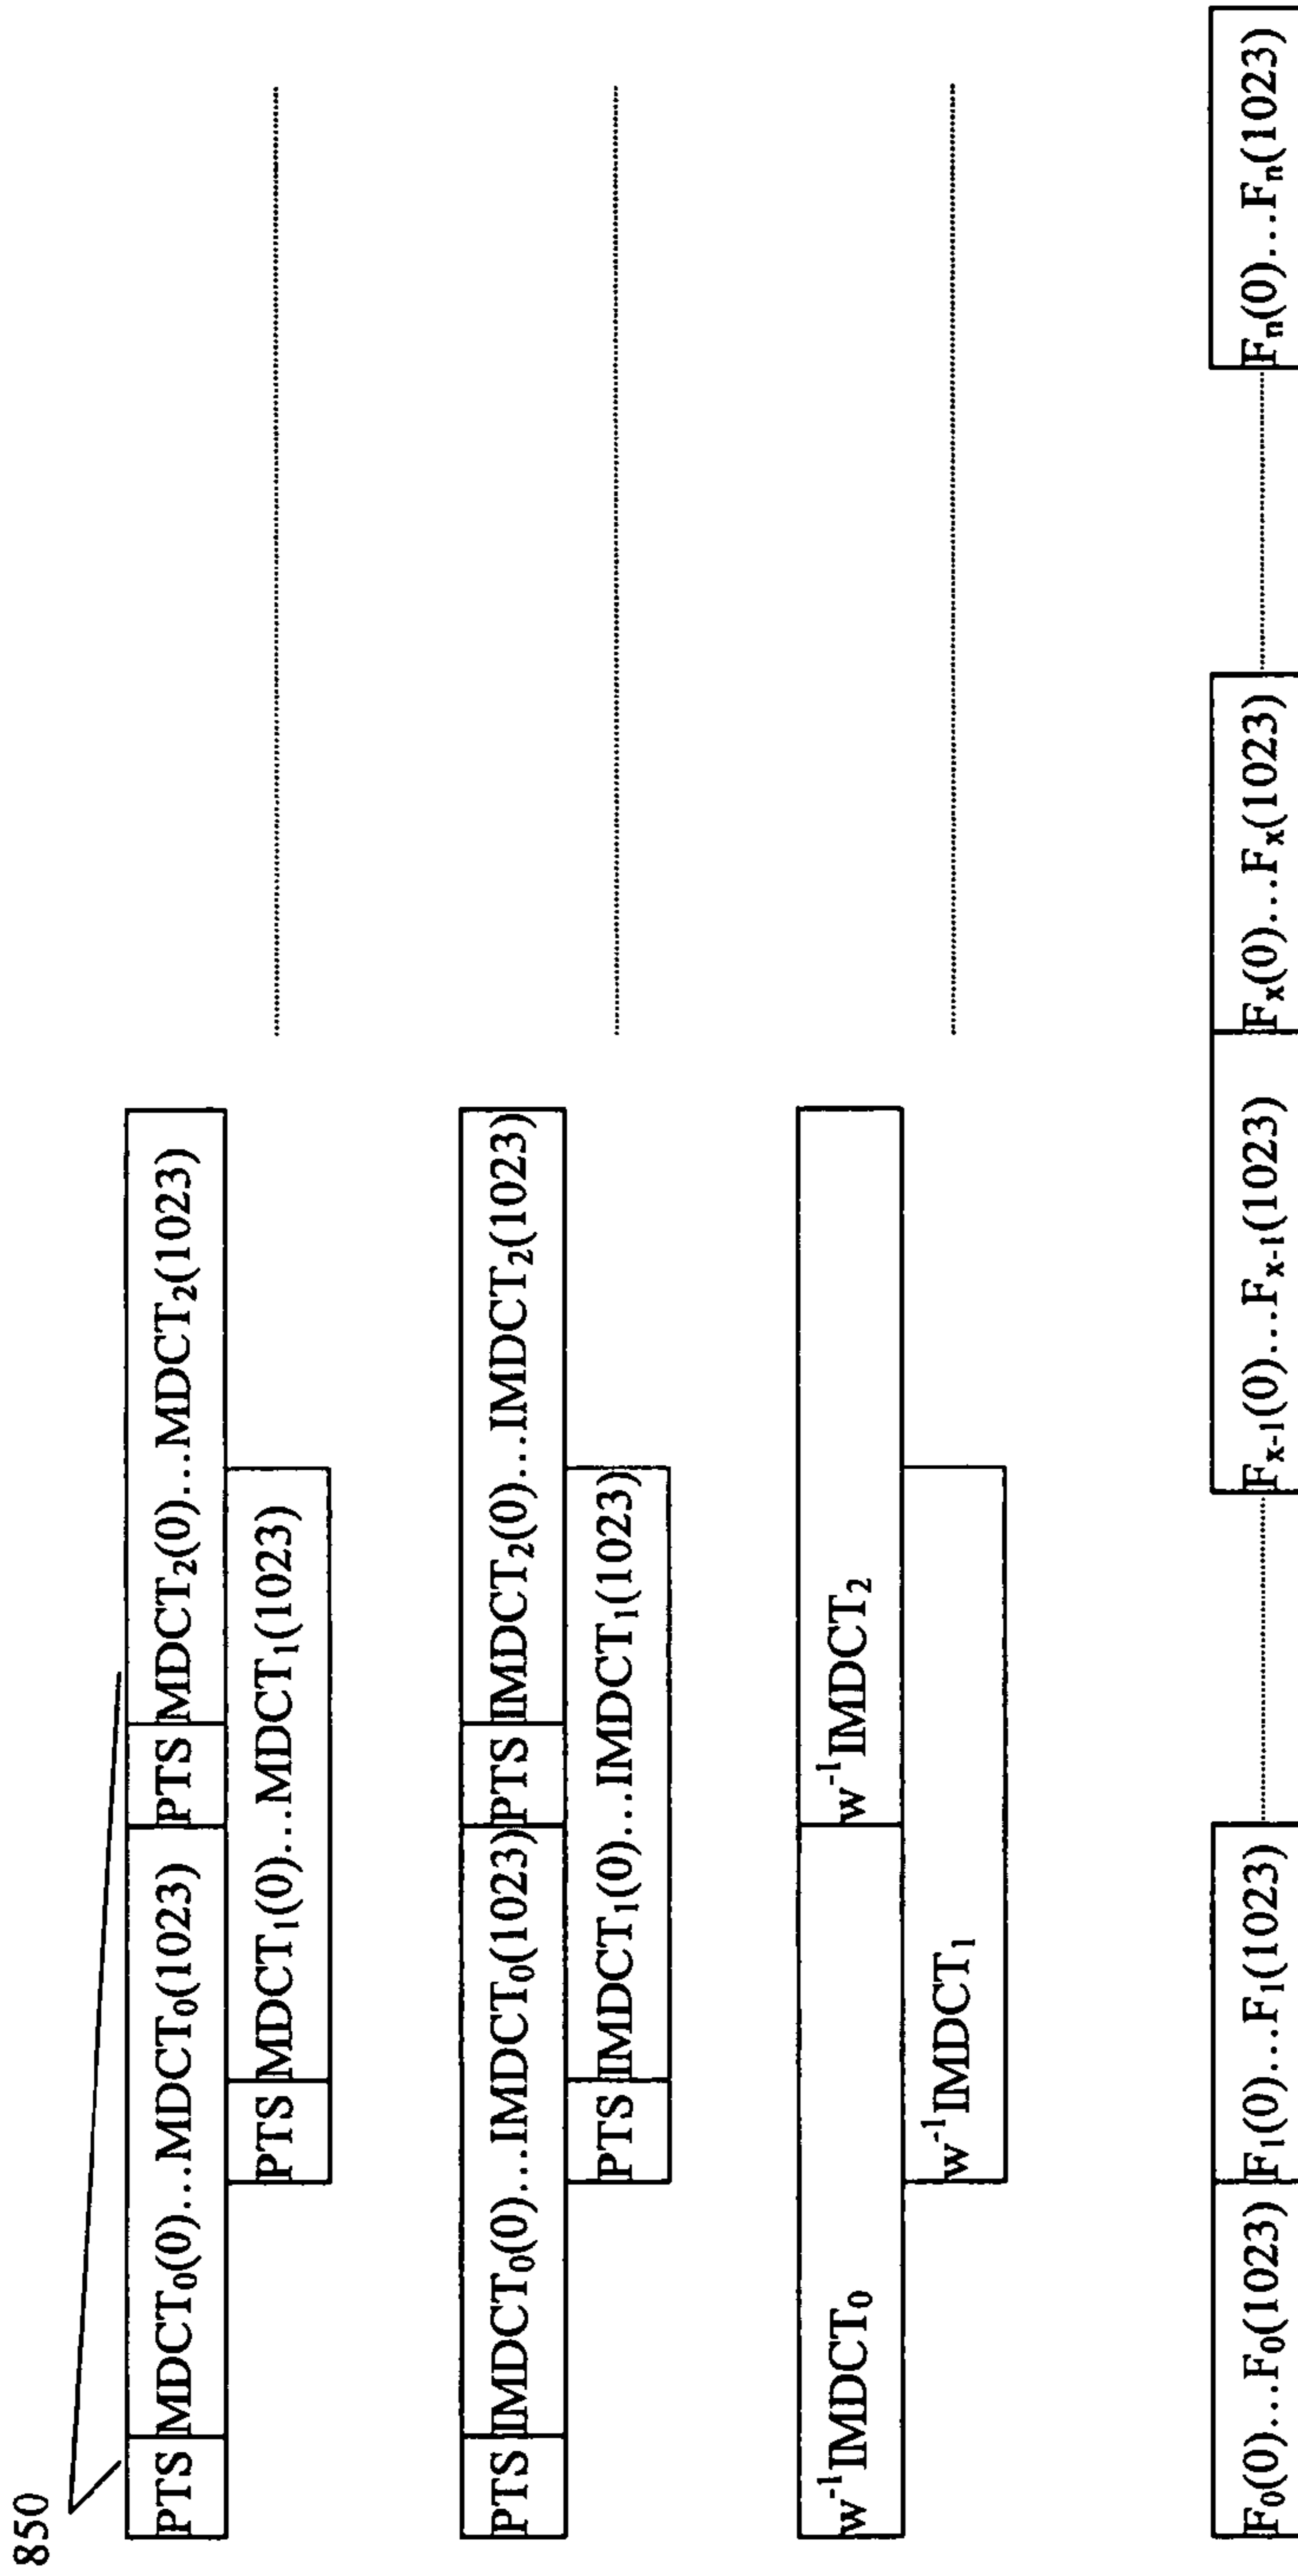 850
PTS MDCT₀(0)...MDCT₀(1023) PTS MDCT₂(0)...MDCT₂(1023)
PTS MDCT₁(0)...MDCT₁(1023)
PTS IMDCT₀(0)...IMDCT₀(1023) PTS IMDCT₂(0)...IMDCT₂(1023)
PTS IMDCT₁(0)...IMDCT₁(1023)
w⁻¹IMDCT₀ w⁻¹IMDCT₂
w⁻¹IMDCT₁
F₀(0)....F₀(1023) F₁(0)...F₁(1023) Fₓ₋₁(0)...Fₓ₋₁(1023) Fₓ(0)...Fₓ(1023) Fₙ(0)...Fₙ(1023)